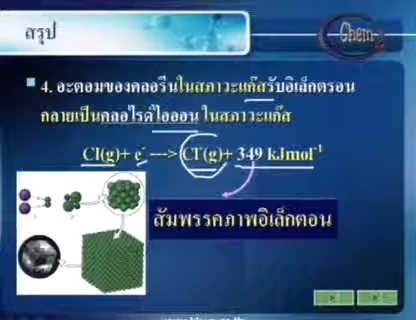 สรุป
Chem
4. อะตอมของคลอรีนในสภาวะแก๊สรับอิเล็กตรอน
กลายเป็นคลอไรด์ไอออน ในสภาวะแก๊ส
Cl(g)+ e⁻ ---> Cl⁻(g)+ 349 kJmol⁻¹
สัมพรรคภาพอิเล็กตอน